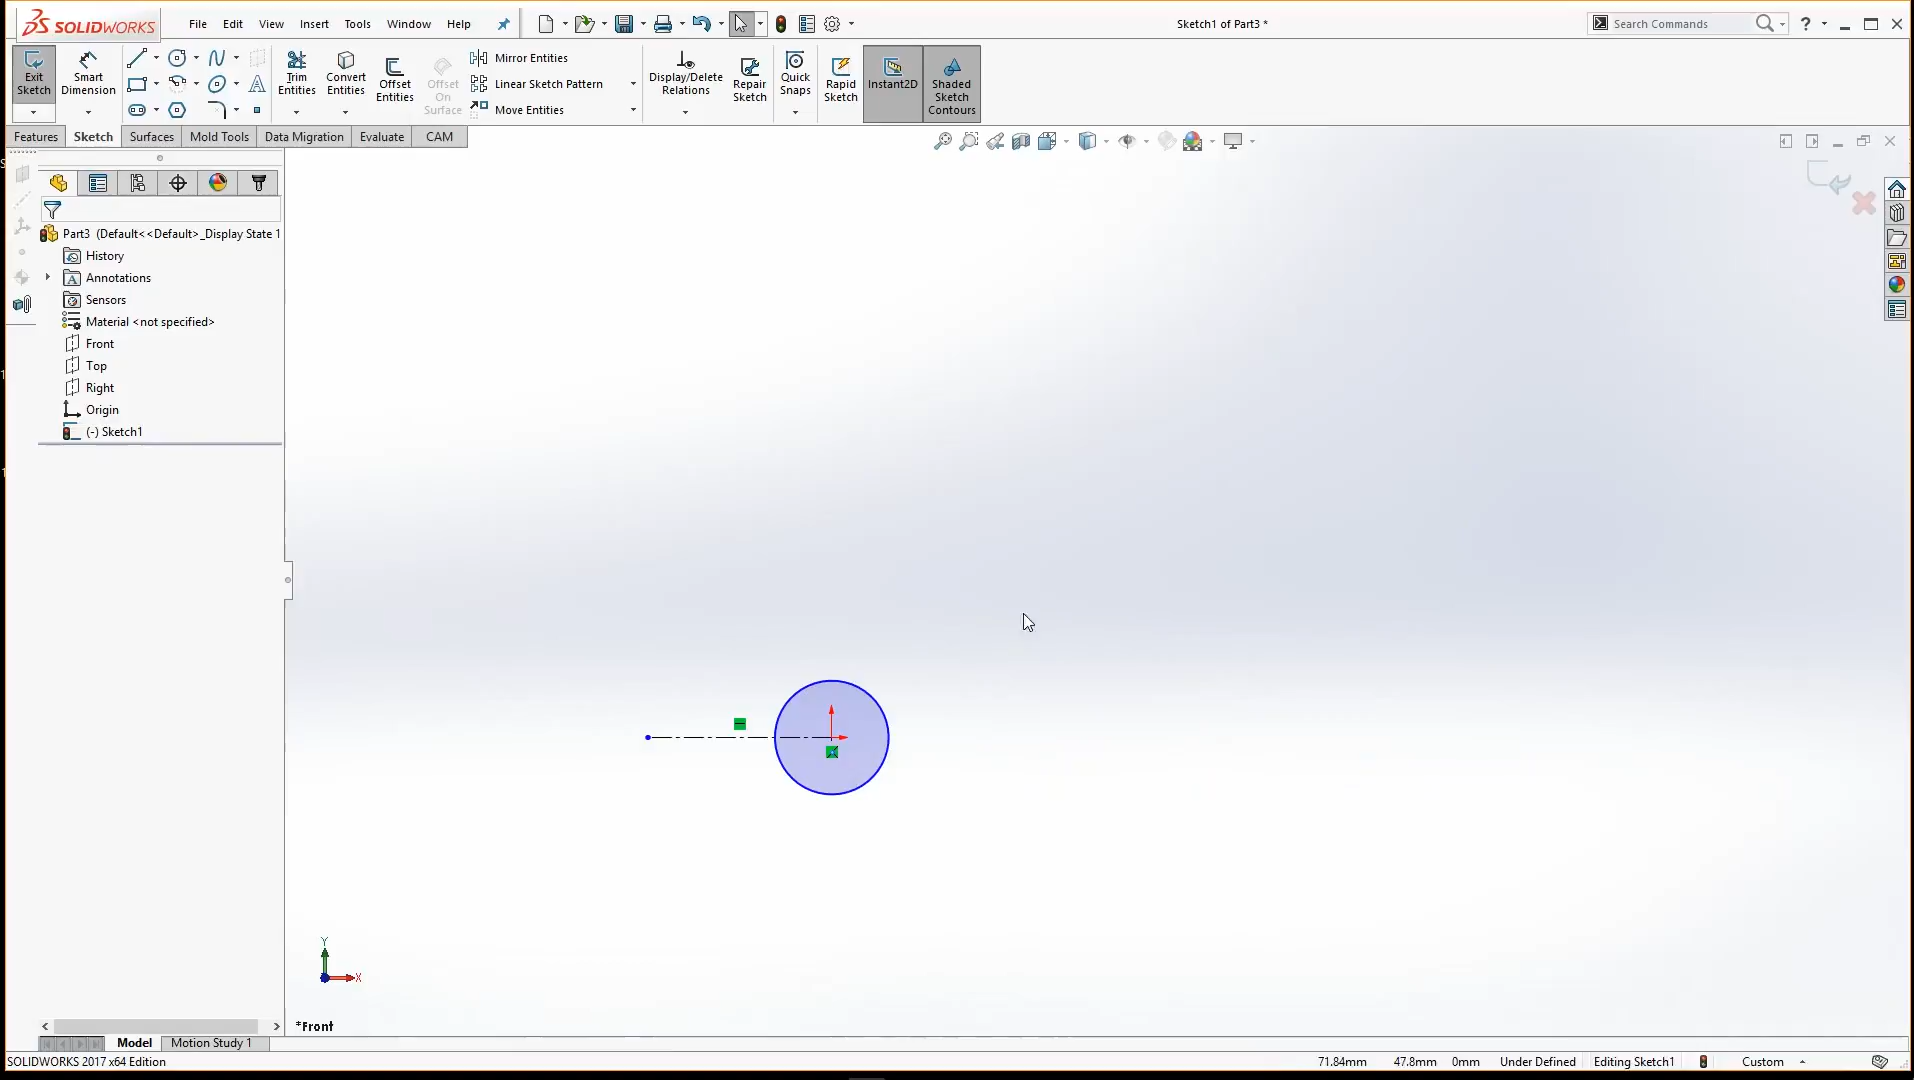 SOLIDWORKS File Edit View Insert Tools Window Help Sketch1 of Part3 * Search Commands ?
Exit Sketch
Smart Dimension
Trim Entities
Convert Entities
Offset Entities
Offset On Surface
Mirror Entities
Linear Sketch Pattern
Move Entities
Display/Delete Relations
Repair Sketch
Quick Snaps
Rapid Sketch
Instant2D
Shaded Sketch Contours
Features Sketch Surfaces Mold Tools Data Migration Evaluate CAM
Part3 (Default<<Default>_Display State 1
History
Annotations
Sensors
Material <not specified>
Front
Top
Right
Origin
(-) Sketch1
Y
X
*Front
Model Motion Study 1
SOLIDWORKS 2017 x64 Edition 71.84mm 47.8mm 0mm Under Defined Editing Sketch1 Custom